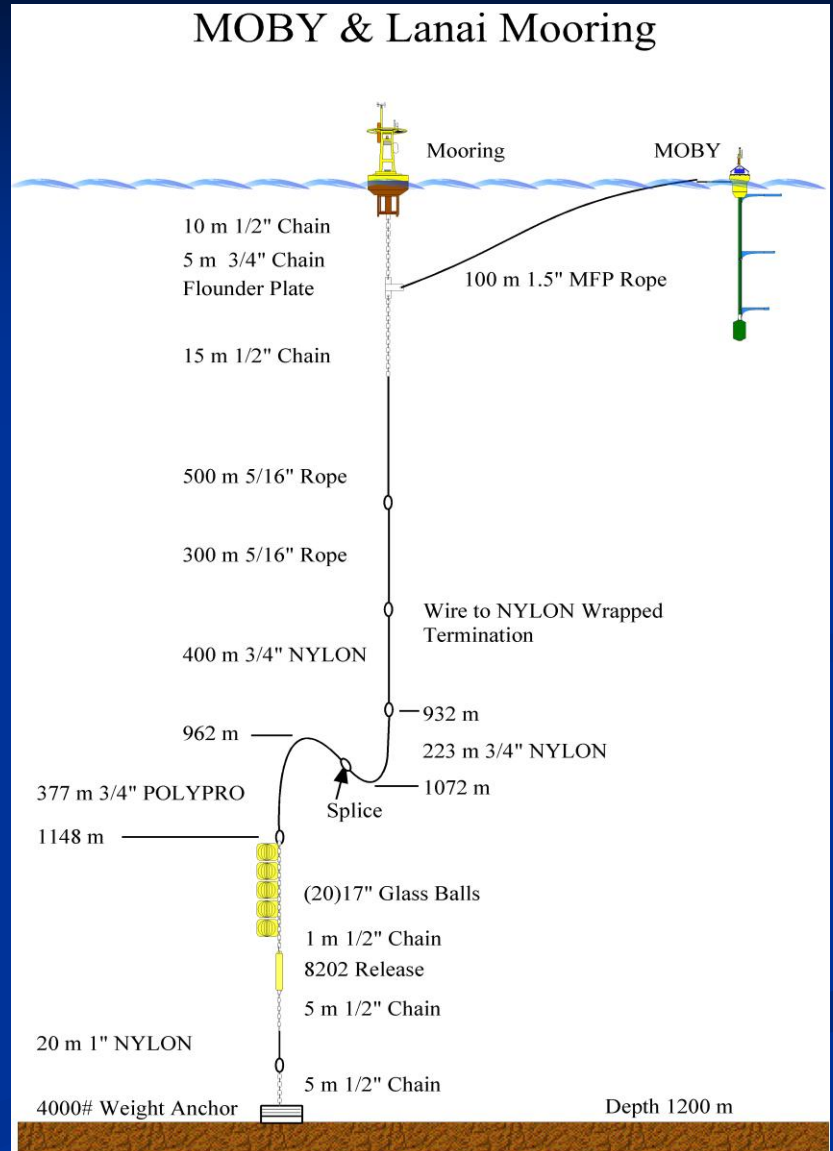 MOBY & Lanai Mooring
Mooring
MOBY
10 m 1/2" Chain
5 m 3/4" Chain
Flounder Plate
100 m 1.5" MFP Rope
15 m 1/2" Chain
500 m 5/16" Rope
300 m 5/16" Rope
Wire to NYLON Wrapped
Termination
400 m 3/4" NYLON
932 m
962 m
223 m 3/4" NYLON
1072 m
377 m 3/4" POLYPRO
Splice
1148 m
(20)17" Glass Balls
1 m 1/2" Chain
8202 Release
5 m 1/2" Chain
20 m 1" NYLON
5 m 1/2" Chain
4000# Weight Anchor
Depth 1200 m